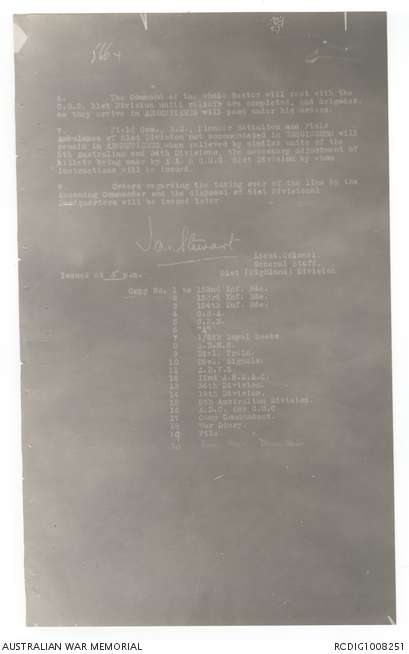 566
6. The Command of the whole Sector will rest with the
G.O.C. 51st Division until reliefs are completed, and Brigades,
as they arrive in ARMENTIERES will pass under his orders.
7. Field Coys., R.E., Pioneer Battalion and Field
Ambulance of 51st Division not accommodated in will
remain in ARMENTIERES when relieved by similar units of the
5th Australian and 34th Divisions, the necessary adjustment of
billets being made by A.A & Q.M.G. 51st Division by whom
instructions will be issued.
8. Orders regarding the taking over of the line by the
incoming Commander and the disposal of 51st Divisional
Headquarters will be issued later.
Ian Stewart
Lieut. Colonel.
General Staff.
51st (Highland) Division
Issued at 5 p.m.
Copy No. 1 to 152nd Inf. Bde.
2 153rd Inf. Bde.
3 154th Inf. Bde.
4 C.R.A.
5 C.R.E.
6 "A"
7 1/8th Royal Scots
8 A.D.M.S.
9 Divl. Train.
10 Divl. Signals.
11 A.D.V.S.
12
13 34th Division.
14 Division.
15 5th Australian Division.
16 A.D.C. for G.O.C.
17 Camp Commandant.
18 War Diary.
19 File
20
AUSTRALIAN WAR MEMORIAL
RCDIG1008251